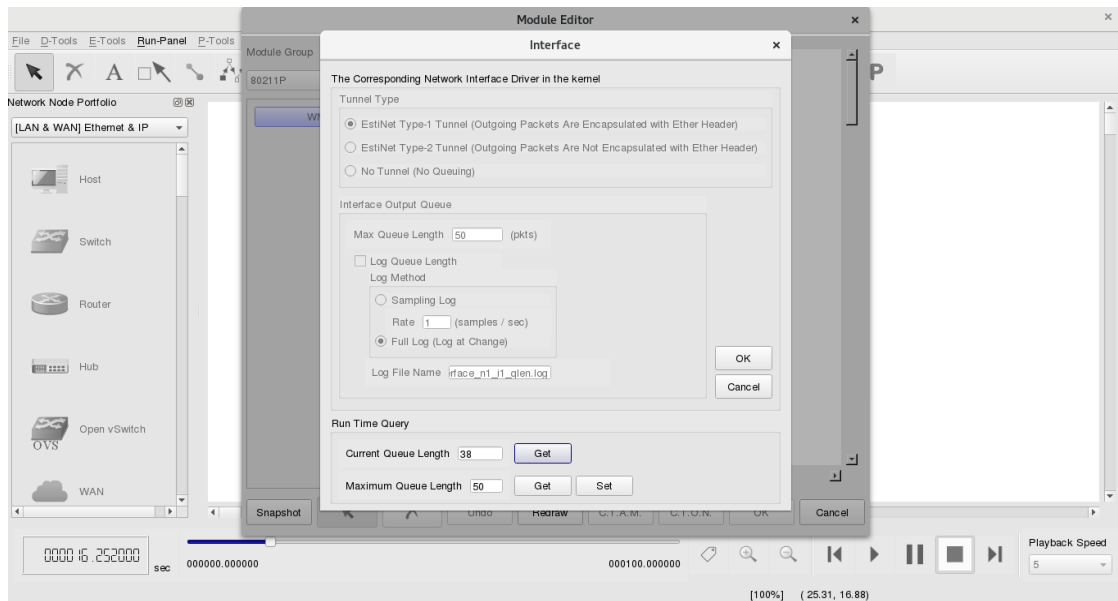 Module Editor
File D-Tools E-Tools Run-Panel P-Tools
Module Group
80211P
Interface
The Corresponding Network Interface Driver in the kernel
Tunnel Type
EstiNet Type-1 Tunnel (Outgoing Packets Are Encapsulated with Ether Header)
EstiNet Type-2 Tunnel (Outgoing Packets Are Not Encapsulated with Ether Header)
No Tunnel (No Queuing)
Interface Output Queue
Max Queue Length 50 (pkts)
Log Queue Length
Log Method
Sampling Log
Rate 1 (samples / sec)
Full Log (Log at Change)
Log File Name rface_n1_i1_qlen.log
OK
Cancel
Run Time Query
Current Queue Length 38 Get
Maximum Queue Length 50 Get Set
A
P
Network Node Portfolio
[LAN & WAN] Ethernet & IP
Host
Switch
Router
Hub
Open vSwitch
OVS
WAN
Snapshot Undo Redraw C.T.A.M. C.T.O.N. OK Cancel
000016.252000 sec
000000.000000
000100.000000
Playback Speed
5
[100%] ( 25.31, 16.88)